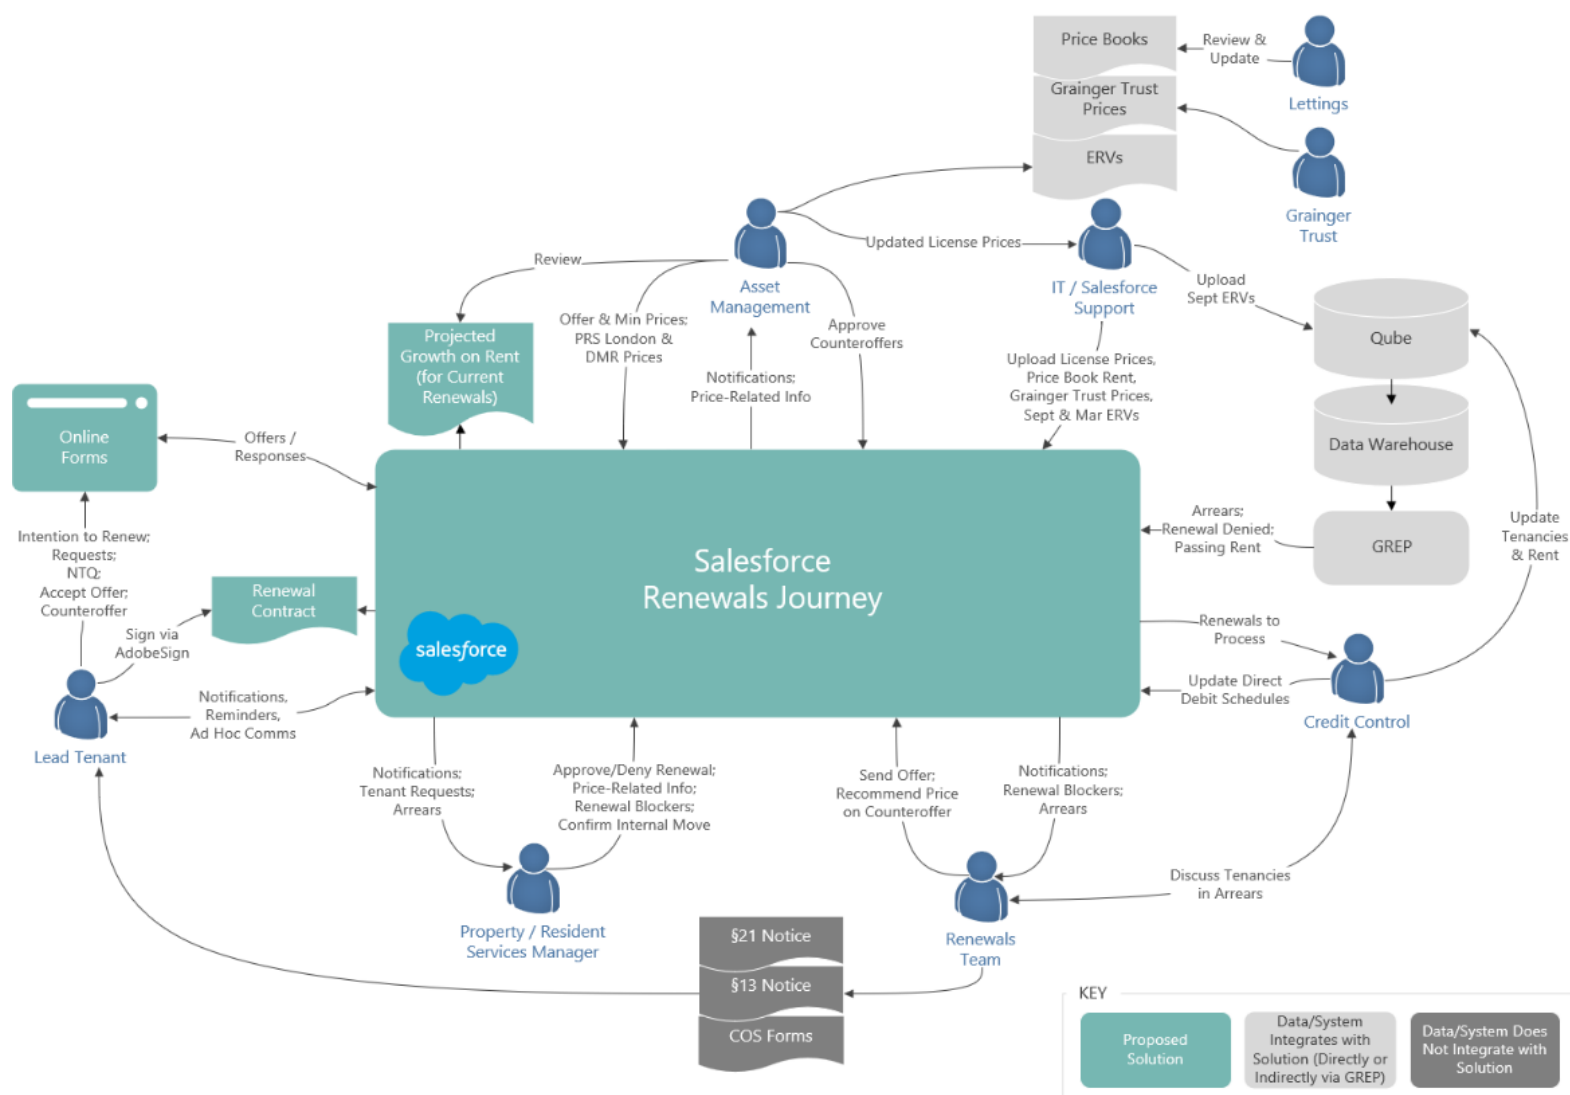 Price Books
Review &
Update
Lettings
Grainger Trust
Prices
ERVs
Grainger
Trust
Updated License Prices
Asset
Management
IT / Salesforce
Support
Upload
Sept ERVs
Review
Offer & Min Prices;
PRS London &
DMR Prices
Approve
Counteroffers
Notifications;
Price-Related Info
Upload License Prices,
Price Book Rent,
Grainger Trust Prices,
Sept & Mar ERVs
Qube
Data Warehouse
GREP
Projected
Growth on Rent
(for Current
Renewals)
Online
Forms
Offers /
Responses
Arrears;
Renewal Denied;
Passing Rent
Update
Tenancies
& Rent
Intention to Renew;
Requests;
NTQ;
Accept Offer;
Counteroffer
Renewal
Contract
Sign via
AdobeSign
Salesforce
Renewals Journey
salesforce
Renewals to
Process
Update Direct
Debit Schedules
Credit Control
Notifications,
Reminders,
Ad Hoc Comms
Lead Tenant
Notifications;
Tenant Requests;
Arrears
Approve/Deny Renewal;
Price-Related Info;
Renewal Blockers;
Confirm Internal Move
Send Offer;
Recommend Price
on Counteroffer
Notifications;
Renewal Blockers;
Arrears
Discuss Tenancies
in Arrears
Property / Resident
Services Manager
Renewals
Team
§21 Notice
§13 Notice
COS Forms
KEY
Proposed
Solution
Data/System
Integrates with
Solution (Directly or
Indirectly via GREP)
Data/System Does
Not Integrate with
Solution